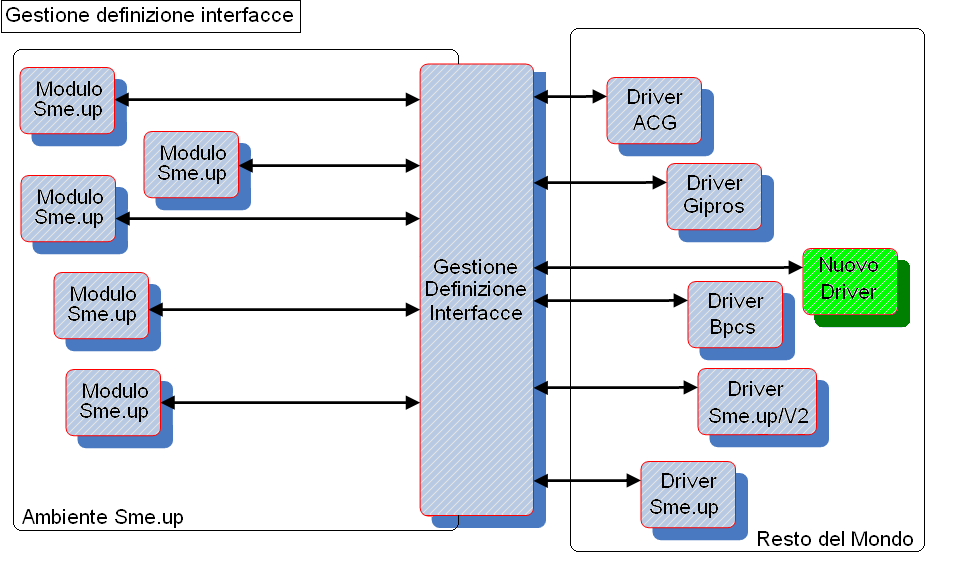 Gestione definizione interfacce
Modulo
Sme.up
Modulo
Sme.up
Modulo
Sme.up
Modulo
Sme.up
Modulo
Sme.up
Ambiente Sme.up
Gestione
Definizione
Interfacce
Driver
ACG
Driver
Gipros
Nuovo
Driver
Driver
Bpcs
Driver
Sme.up/V2
Driver
Sme.up
Resto del Mondo